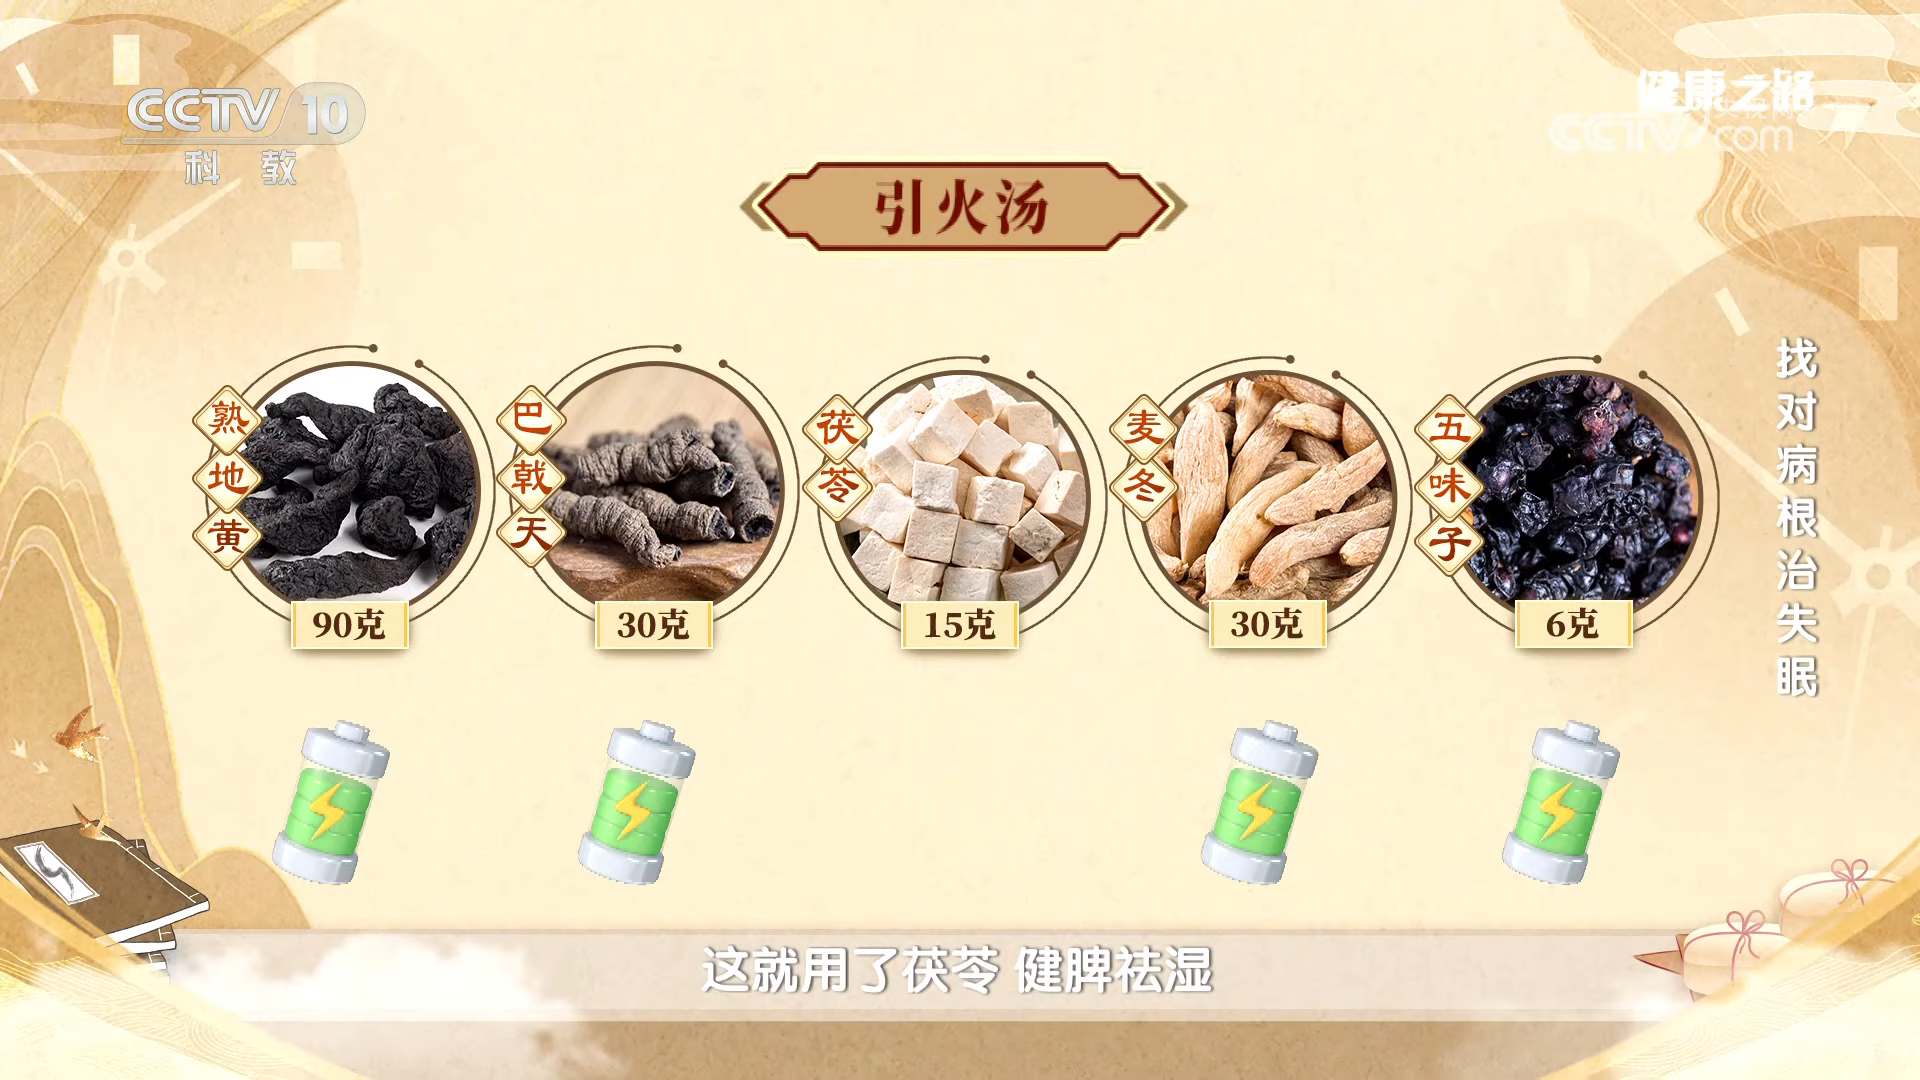 CCTV 10
科 教
健康之路
央视网
CCTV.com
引火汤
熟地黄
90克
巴戟天
30克
茯苓
15克
麦冬
30克
五味子
6克
找对病根治失眠
这就用了茯苓 健脾祛湿